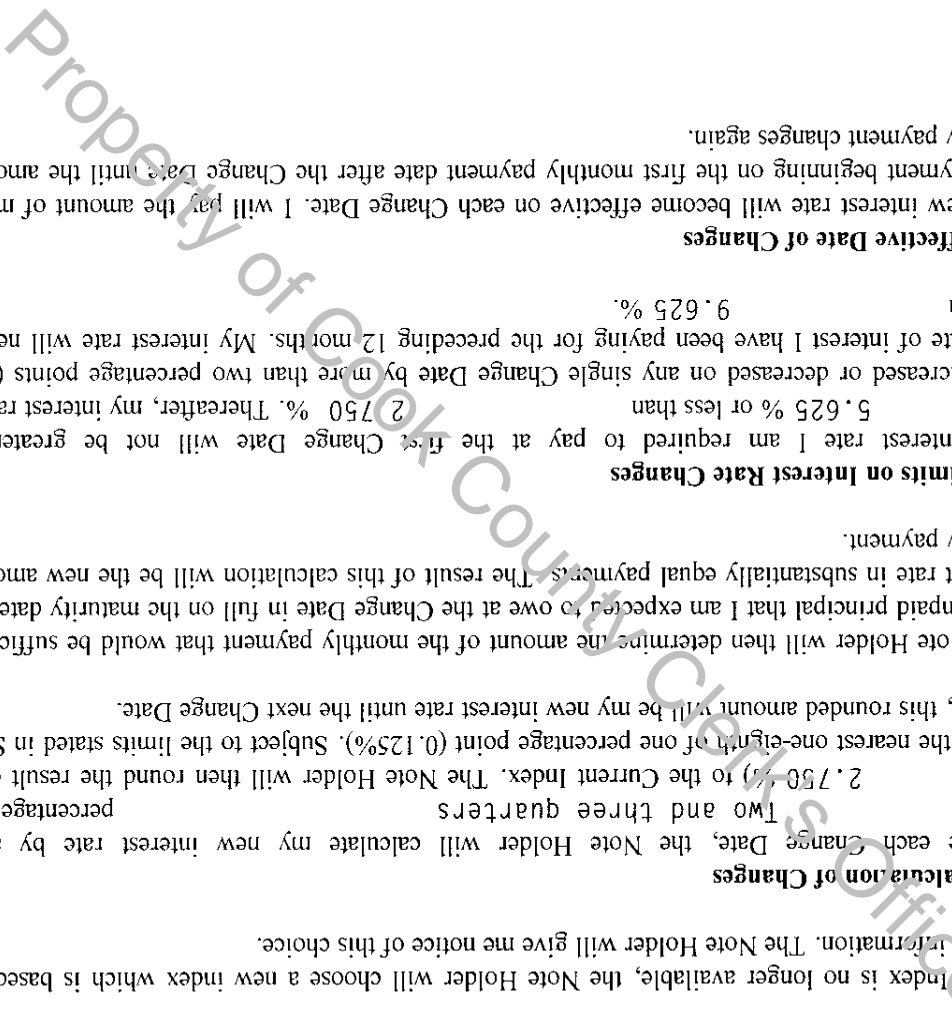 Index is no longer available, the Note Holder will choose a new index which is based
information. The Note Holder will give me notice of this choice.
alculation of Changes
each Change Date, the Note Holder will calculate my new interest rate by
Two and three quarters percentage
2.750 %) to the Current Index. The Note Holder will then round the result
the nearest one-eighth of one percentage point (0.125%). Subject to the limits stated in S
, this rounded amount will be my new interest rate until the next Change Date.
ote Holder will then determine the amount of the monthly payment that would be suffic
npaid principal that I am expected to owe at the Change Date in full on the maturity date
t rate in substantially equal payments. The result of this calculation will be the new amo
y payment.
imits on Interest Rate Changes
nterest rate I am required to pay at the first Change Date will not be greater
5.625 % or less than 2.750 %. Thereafter, my interest ra
creased or decreased on any single Change Date by more than two percentage points (
te of interest I have been paying for the preceding 12 months. My interest rate will ne
9.625 %.
ffective Date of Changes
ew interest rate will become effective on each Change Date. I will pay the amount of m
yment beginning on the first monthly payment date after the Change Date until the amo
y payment changes again.
Property of Cook County Clerk's Offic